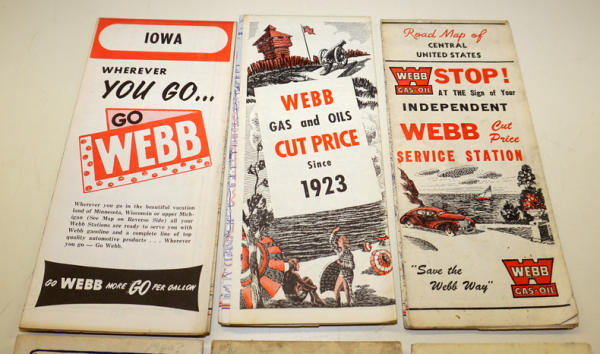 IOWA
WHEREVER
YOU GO...
GO
WEBB
Wherever you go in the beautiful vacation
land of Minnesota, Wisconsin or upper Mich-
igan (See Map on Reverse Side) all your
Webb Stations are ready to serve you with
Webb gasoline and a complete line of top
quality automotive products . . . Wherever
you go — Go Webb.
GO WEBB MORE GO PER GALLON
WEBB
GAS and OILS
CUT PRICE
Since
1923
Road Map of
CENTRAL
UNITED STATES
WEBB
GAS-OIL
STOP!
AT THE Sign of Your
INDEPENDENT
WEBB Cut
Price
SERVICE STATION
"Save the
Webb Way"
WEBB
GAS-OIL